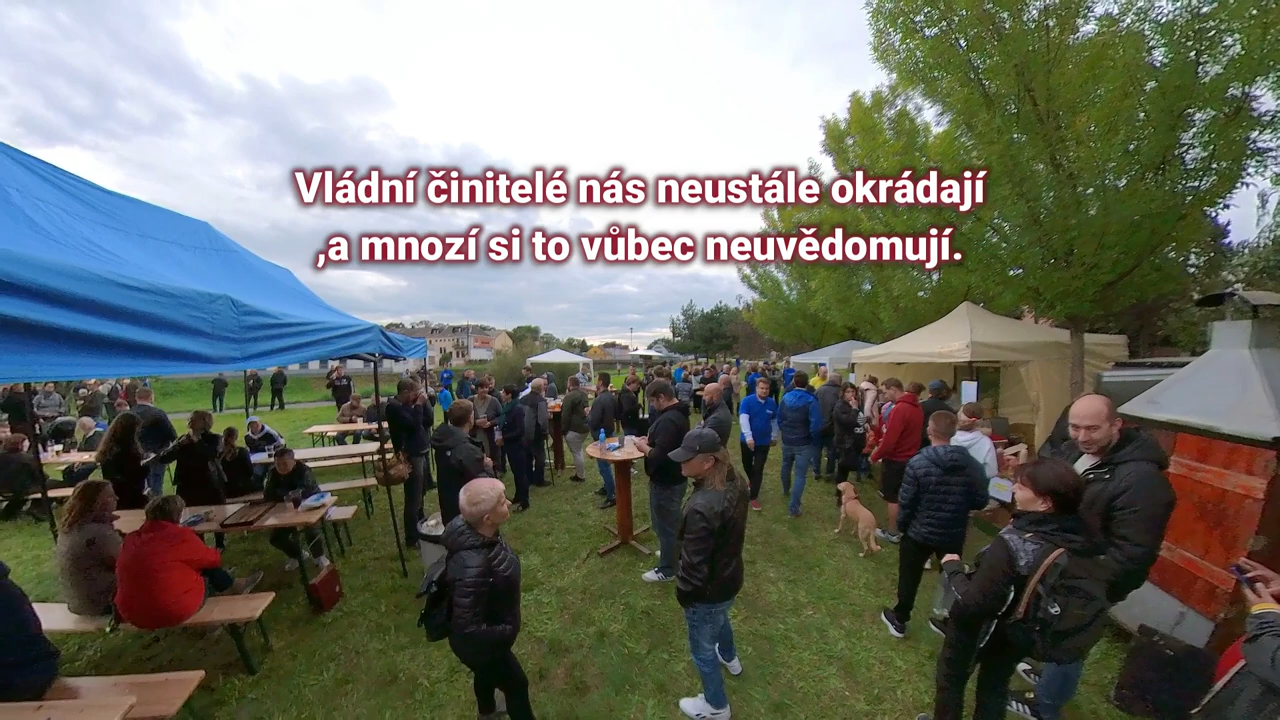 Vládní činitelé nás neustále okrádají
,a mnozí si to vůbec neuvědomují.